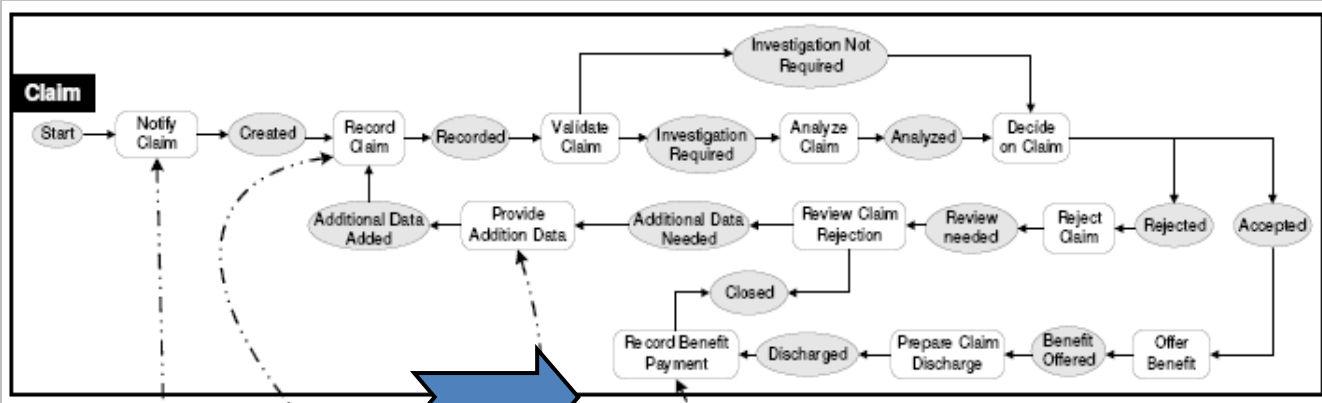 Investigation Not
Required
Claim
Start
Notify
Claim
Created
Record
Claim
Recorded
Validate
Claim
Investigation
Required
Analyze
Claim
Analyzed
Decide
on Claim
Additional Data
Added
Provide
Addition Data
Additional Data
Needed
Review Claim
Rejection
Review
needed
Reject
Claim
Rejected
Accepted
Closed
Record Benefit
Payment
Discharged
Prepare Claim
Discharge
Benefit
Offered
Offer
Benefit